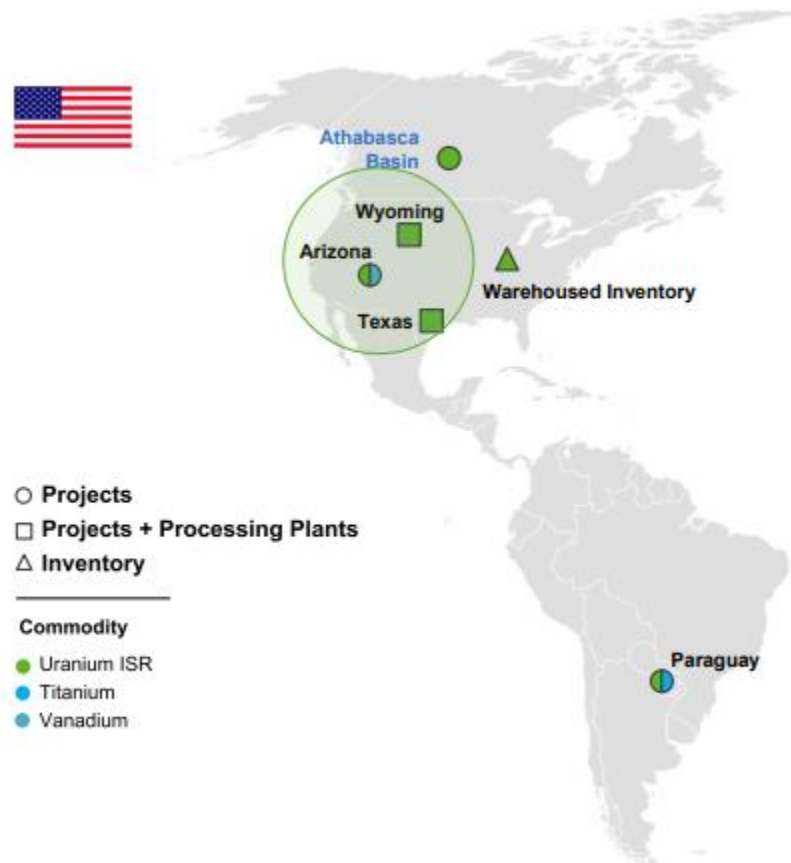 Athabasca
Basin
Wyoming
Arizona
Warehoused Inventory
Texas
Projects
Projects + Processing Plants
Inventory
Commodity
Uranium ISR
Titanium
Vanadium
Paraguay